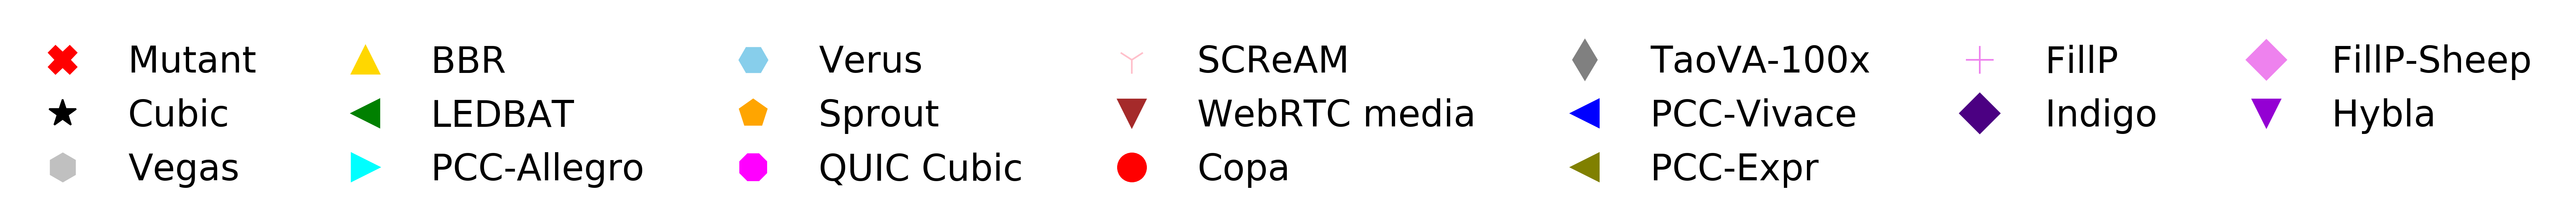 Mutant BBR Verus SCReAM TaoVA-100x FillP FillP-Sheep
Cubic LEDBAT Sprout WebRTC media PCC-Vivace Indigo Hybla
Vegas PCC-Allegro QUIC Cubic Copa PCC-Expr